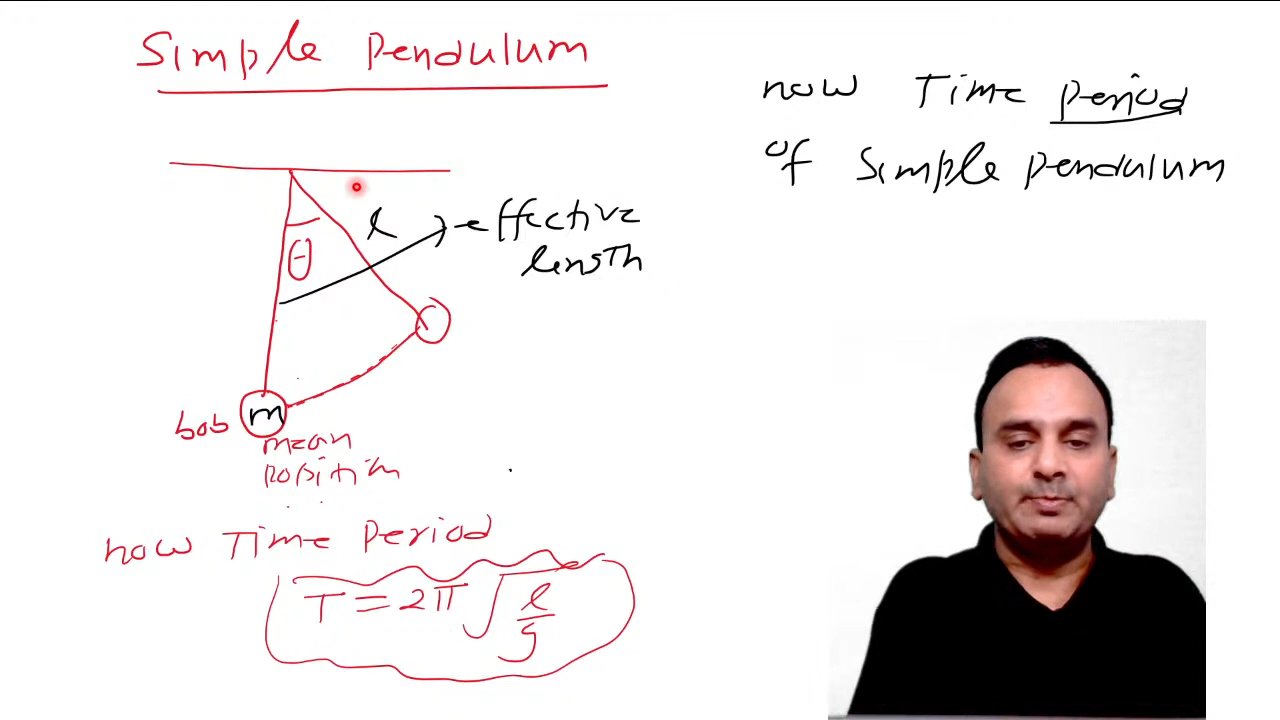 Simple Pendulum
now Time period
of Simple pendulum
l
effective
length
θ
bob
m
mean
position
now Time Period
T = 2π √(l/g)